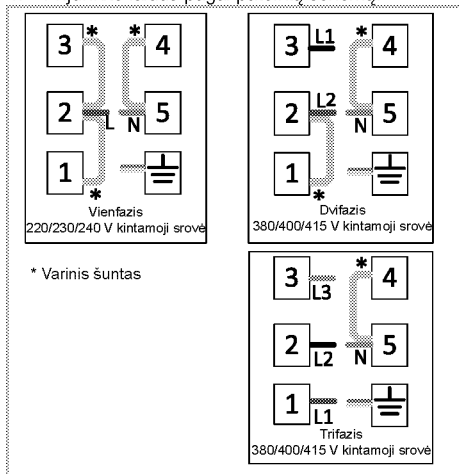 3 * * 4
2 L N 5
1 *
Vienfazis
220/230/240 V kintamoji srovė
3 L1 * 4
2 L2 N 5
1 *
Dvifazis
380/400/415 V kintamoji srovė
* Varinis šuntas
3 L3 * 4
2 L2 N 5
1 L1
Trifazis
380/400/415 V kintamoji srovė